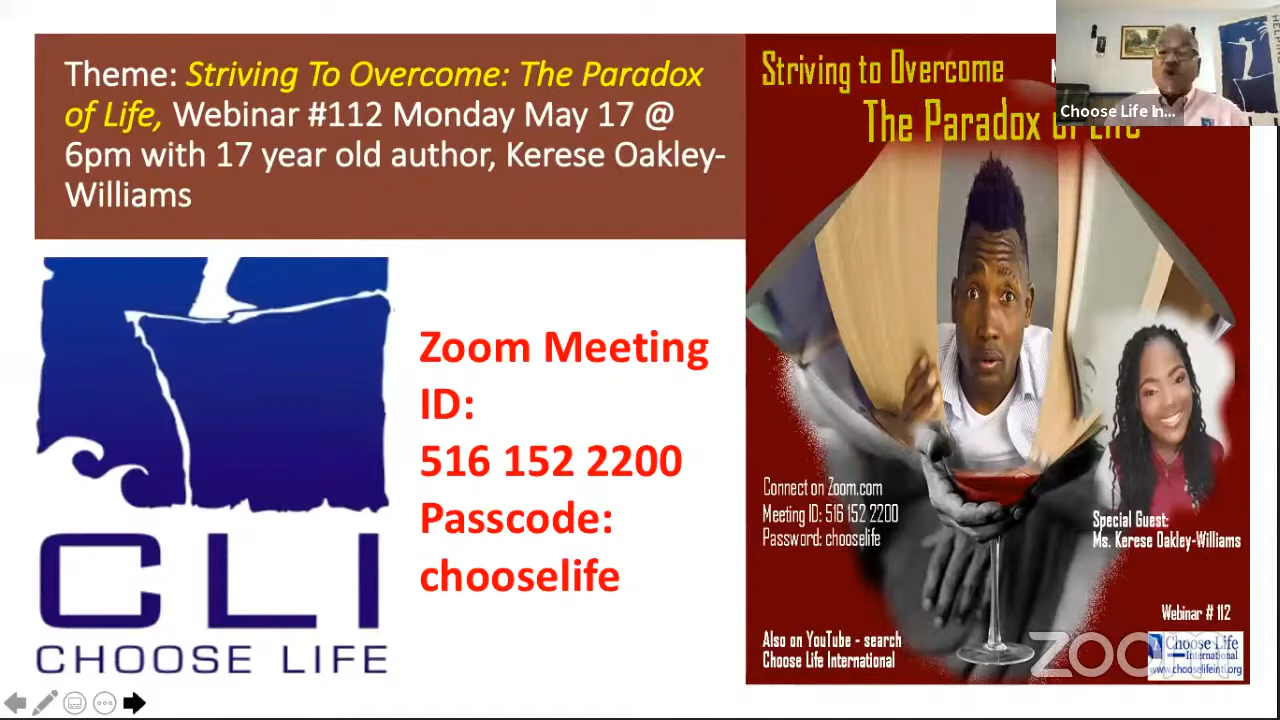 Theme: Striving To Overcome: The Paradox
of Life, Webinar #112 Monday May 17 @
6pm with 17 year old author, Kerese Oakley-
Williams
Zoom Meeting
ID:
516 152 2200
Passcode:
chooselife
CLI
CHOOSE LIFE
Striving to Overcome
The Paradox of Life
Connect on Zoom.com
Meeting ID: 516 152 2200
Password: chooselife
Special Guest:
Ms. Kerese Oakley-Williams
Webinar # 112
Also on YouTube - search
Choose Life International
Choose Life
International
www.chooselifeintl.org
Choose Life In...
zoom